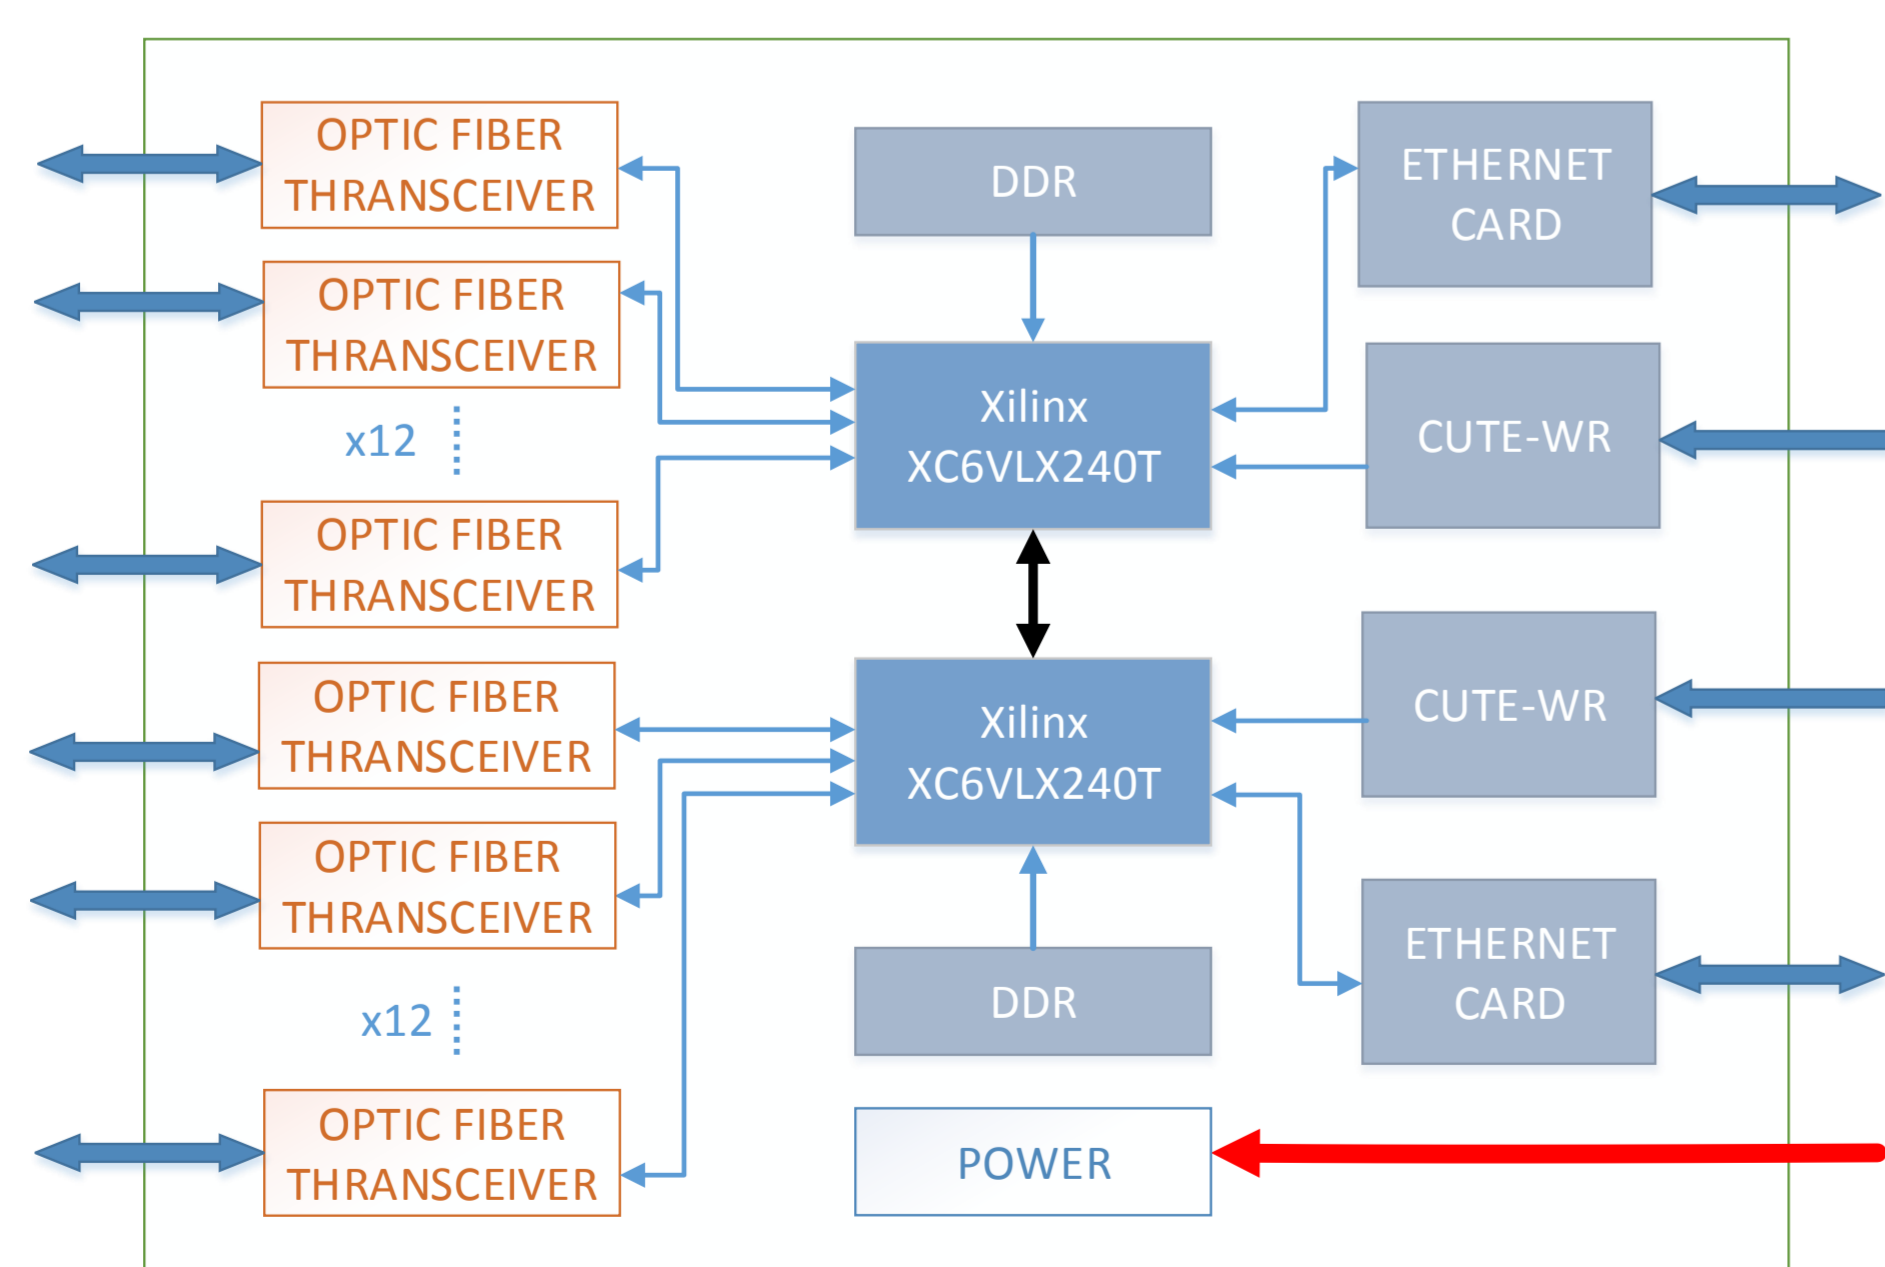 OPTIC FIBER
THRANSCEIVER
OPTIC FIBER
THRANSCEIVER
x12
OPTIC FIBER
THRANSCEIVER
OPTIC FIBER
THRANSCEIVER
OPTIC FIBER
THRANSCEIVER
x12
OPTIC FIBER
THRANSCEIVER
DDR
Xilinx
XC6VLX240T
Xilinx
XC6VLX240T
DDR
POWER
ETHERNET
CARD
CUTE-WR
CUTE-WR
ETHERNET
CARD